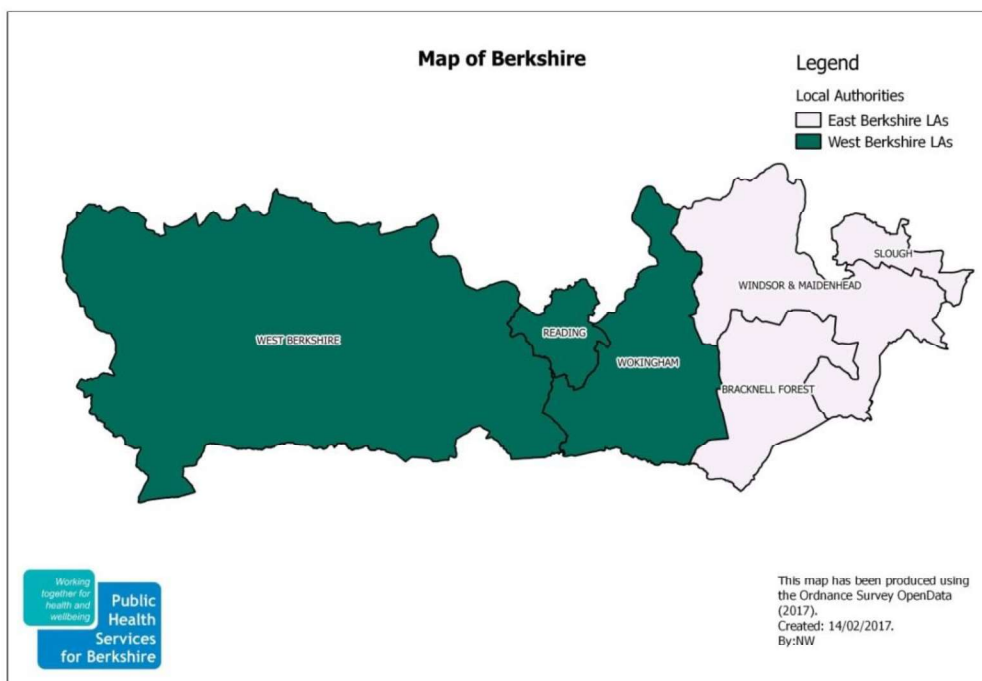 Map of Berkshire
Legend
Local Authorities
East Berkshire LAs
West Berkshire LAs
SLOUGH
WINDSOR & MAIDENHEAD
READING
WEST BERKSHIRE
WOKINGHAM
BRACKNELL FOREST
Working
together for
health and
wellbeing
Public
Health
Services
for Berkshire
This map has been produced using
the Ordnance Survey OpenData
(2017).
Created: 14/02/2017.
By:NW